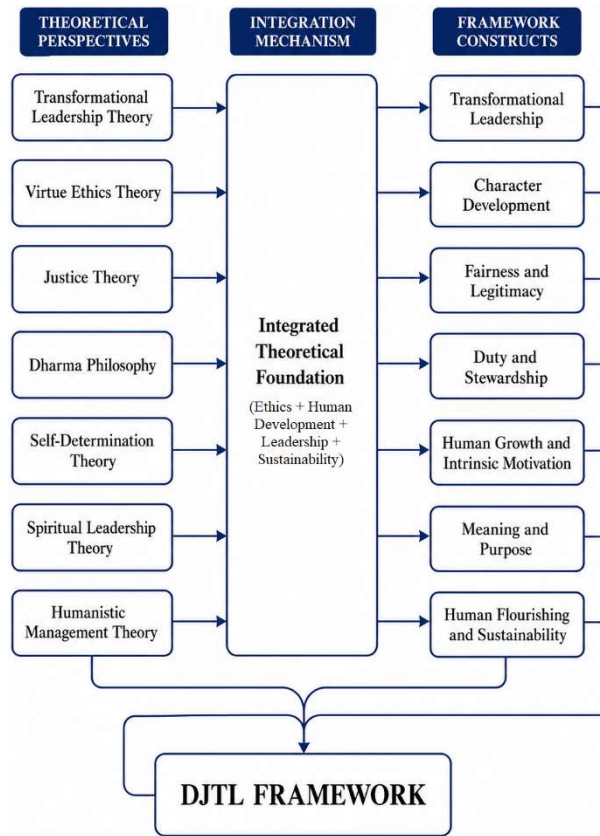 THEORETICAL
PERSPECTIVES
INTEGRATION
MECHANISM
FRAMEWORK
CONSTRUCTS
Transformational
Leadership Theory
Virtue Ethics Theory
Justice Theory
Dharma Philosophy
Self-Determination
Theory
Spiritual Leadership
Theory
Humanistic
Management Theory
Integrated
Theoretical
Foundation
(Ethics + Human
Development +
Leadership +
Sustainability)
Transformational
Leadership
Character
Development
Fairness and
Legitimacy
Duty and
Stewardship
Human Growth and
Intrinsic Motivation
Meaning and
Purpose
Human Flourishing
and Sustainability
DJTL FRAMEWORK